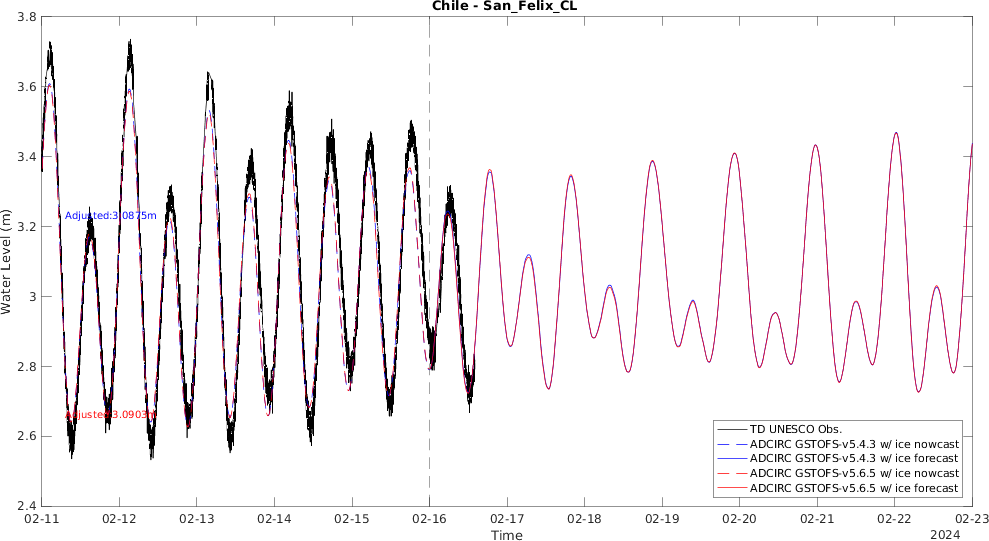 Chile - San_Felix_CL
3.8
3.6
3.4
3.2
3
2.8
2.6
2.4
Water Level (m)
Adjusted:3.0875m
Adjusted:3.0903m
TD UNESCO Obs.
ADCIRC GSTOFS-v5.4.3 w/ ice nowcast
ADCIRC GSTOFS-v5.4.3 w/ ice forecast
ADCIRC GSTOFS-v5.6.5 w/ ice nowcast
ADCIRC GSTOFS-v5.6.5 w/ ice forecast
02-11 02-12 02-13 02-14 02-15 02-16 02-17 02-18 02-19 02-20 02-21 02-22 02-23
Time
2024